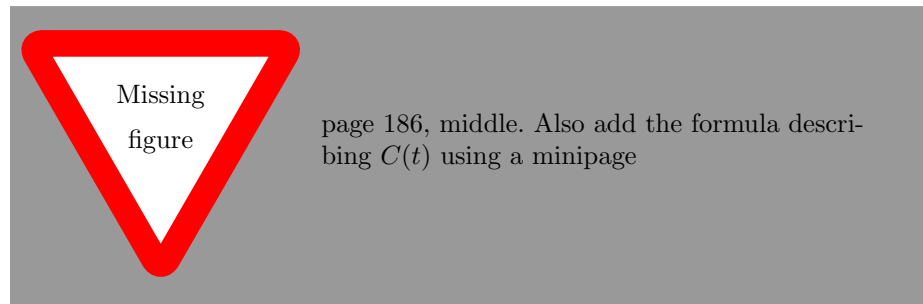 Missing
figure
page 186, middle. Also add the formula descri-
bing C(t) using a minipage